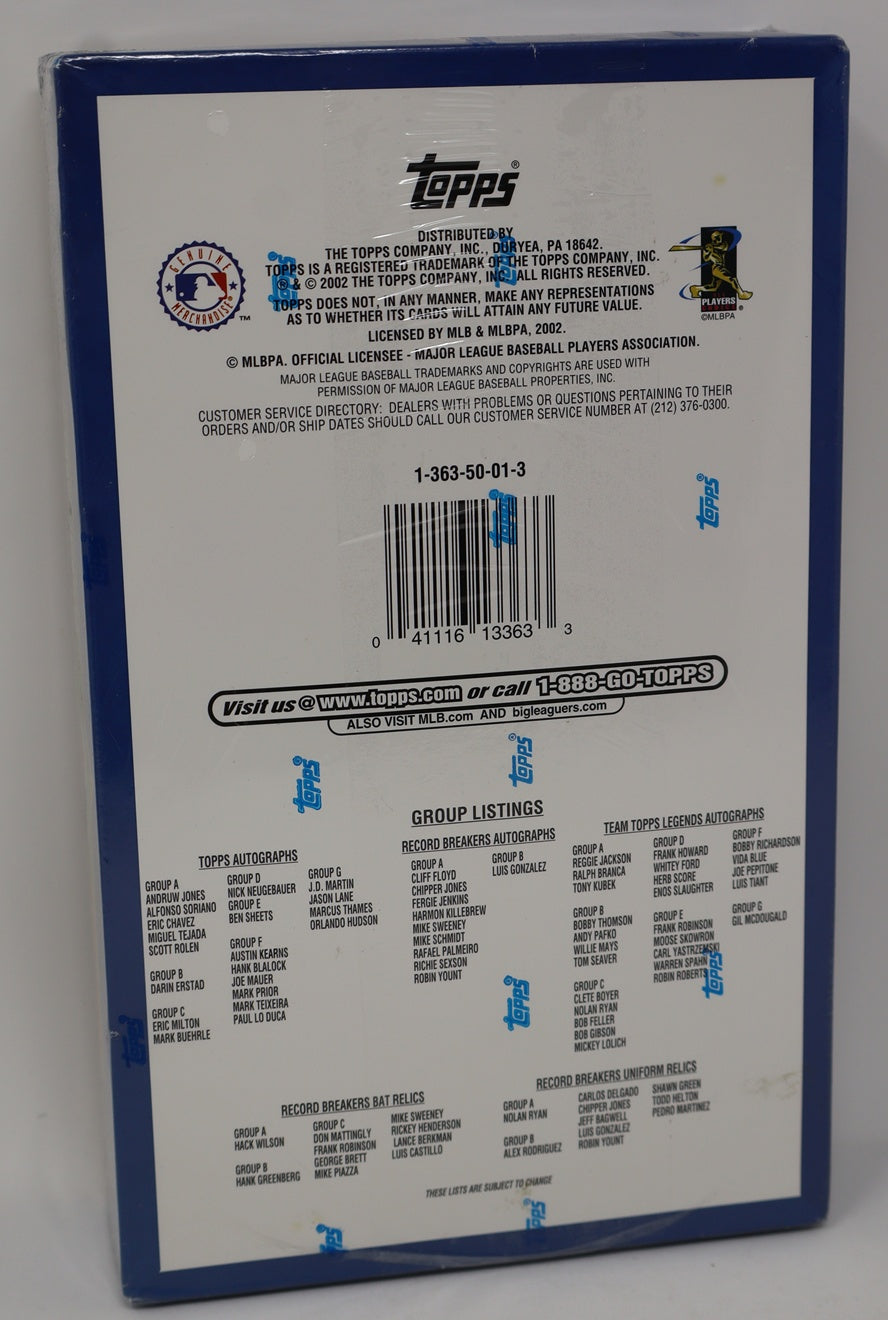 Topps®
DISTRIBUTED BY
THE TOPPS COMPANY, INC., DURYEA, PA 18642.
TOPPS IS A REGISTERED TRADEMARK OF THE TOPPS COMPANY, INC.
® & © 2002 THE TOPPS COMPANY, INC. ALL RIGHTS RESERVED.
TOPPS DOES NOT, IN ANY MANNER, MAKE ANY REPRESENTATIONS
AS TO WHETHER ITS CARDS WILL ATTAIN ANY FUTURE VALUE.
LICENSED BY MLB & MLBPA, 2002.
GENUINE
MERCHANDISE®
™
PLAYERS
©MLBPA
© MLBPA. OFFICIAL LICENSEE - MAJOR LEAGUE BASEBALL PLAYERS ASSOCIATION.
MAJOR LEAGUE BASEBALL TRADEMARKS AND COPYRIGHTS ARE USED WITH
PERMISSION OF MAJOR LEAGUE BASEBALL PROPERTIES, INC.
CUSTOMER SERVICE DIRECTORY: DEALERS WITH PROBLEMS OR QUESTIONS PERTAINING TO THEIR
ORDERS AND/OR SHIP DATES SHOULD CALL OUR CUSTOMER SERVICE NUMBER AT (212) 376-0300.
1-363-50-01-3
0 41116 13363 3
Visit us @ www.topps.com or call 1-888-GO-TOPPS
ALSO VISIT MLB.com AND bigleaguers.com
GROUP LISTINGS
TOPPS AUTOGRAPHS
GROUP A
ANDRUW JONES
ALFONSO SORIANO
ERIC CHAVEZ
MIGUEL TEJADA
SCOTT ROLEN
GROUP B
DARIN ERSTAD
GROUP C
ERIC MILTON
MARK BUEHRLE
GROUP D
NICK NEUGEBAUER
GROUP E
BEN SHEETS
GROUP F
AUSTIN KEARNS
HANK BLALOCK
JOE MAUER
MARK PRIOR
MARK TEIXEIRA
PAUL LO DUCA
GROUP G
J.D. MARTIN
JASON LANE
MARCUS THAMES
ORLANDO HUDSON
RECORD BREAKERS AUTOGRAPHS
GROUP A
CLIFF FLOYD
CHIPPER JONES
FERGIE JENKINS
HARMON KILLEBREW
MIKE SWEENEY
MIKE SCHMIDT
RAFAEL PALMEIRO
RICHIE SEXSON
ROBIN YOUNT
GROUP B
LUIS GONZALEZ
TEAM TOPPS LEGENDS AUTOGRAPHS
GROUP A
REGGIE JACKSON
RALPH BRANCA
TONY KUBEK
GROUP B
BOBBY THOMSON
ANDY PAFKO
WILLIE MAYS
TOM SEAVER
GROUP C
CLETE BOYER
NOLAN RYAN
BOB FELLER
BOB GIBSON
MICKEY LOLICH
GROUP D
FRANK HOWARD
WHITEY FORD
HERB SCORE
ENOS SLAUGHTER
GROUP E
FRANK ROBINSON
MOOSE SKOWRON
CARL YASTRZEMSKI
WARREN SPAHN
ROBIN ROBERTS
GROUP F
BOBBY RICHARDSON
VIDA BLUE
JOE PEPITONE
LUIS TIANT
GROUP G
GIL MCDOUGALD
RECORD BREAKERS BAT RELICS
GROUP A
HACK WILSON
GROUP B
HANK GREENBERG
GROUP C
DON MATTINGLY
FRANK ROBINSON
GEORGE BRETT
MIKE PIAZZA
MIKE SWEENEY
RICKEY HENDERSON
LANCE BERKMAN
LUIS CASTILLO
RECORD BREAKERS UNIFORM RELICS
GROUP A
NOLAN RYAN
GROUP B
ALEX RODRIGUEZ
CARLOS DELGADO
CHIPPER JONES
JEFF BAGWELL
LUIS GONZALEZ
ROBIN YOUNT
SHAWN GREEN
TODD HELTON
PEDRO MARTINEZ
THESE LISTS ARE SUBJECT TO CHANGE
Topps®
Topps®
Topps®
Topps®
Topps®
Topps®
Topps®
Topps®